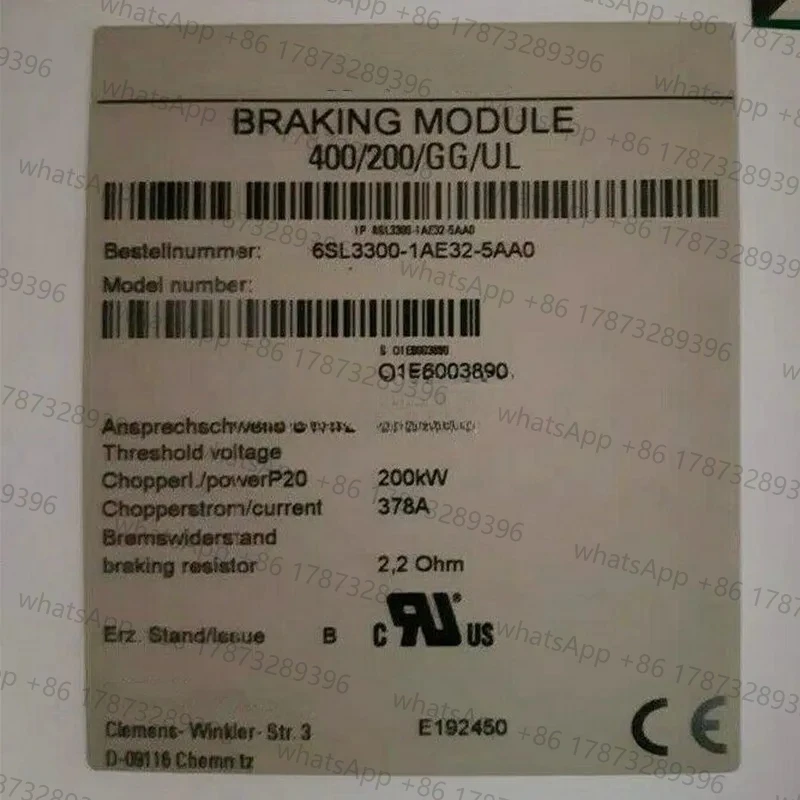 BRAKING MODULE
400/200/GG/UL
1P 6SL3300-1AE32-5AA0
Bestellnummer: 6SL3300-1AE32-5AA0
Model number:
S Q1E6003890
Q1E6003890
Threshold voltage
Chopperl./powerP20 200kW
Chopperstrom/current 378A
Bremswiderstand
braking resistor 2,2 Ohm
Erz. Stand/Issue B c RU ® US
Clemens- Winkler- Str. 3 E192450 CE
D-09116 Chemnitz
whatsApp +86 17873289396